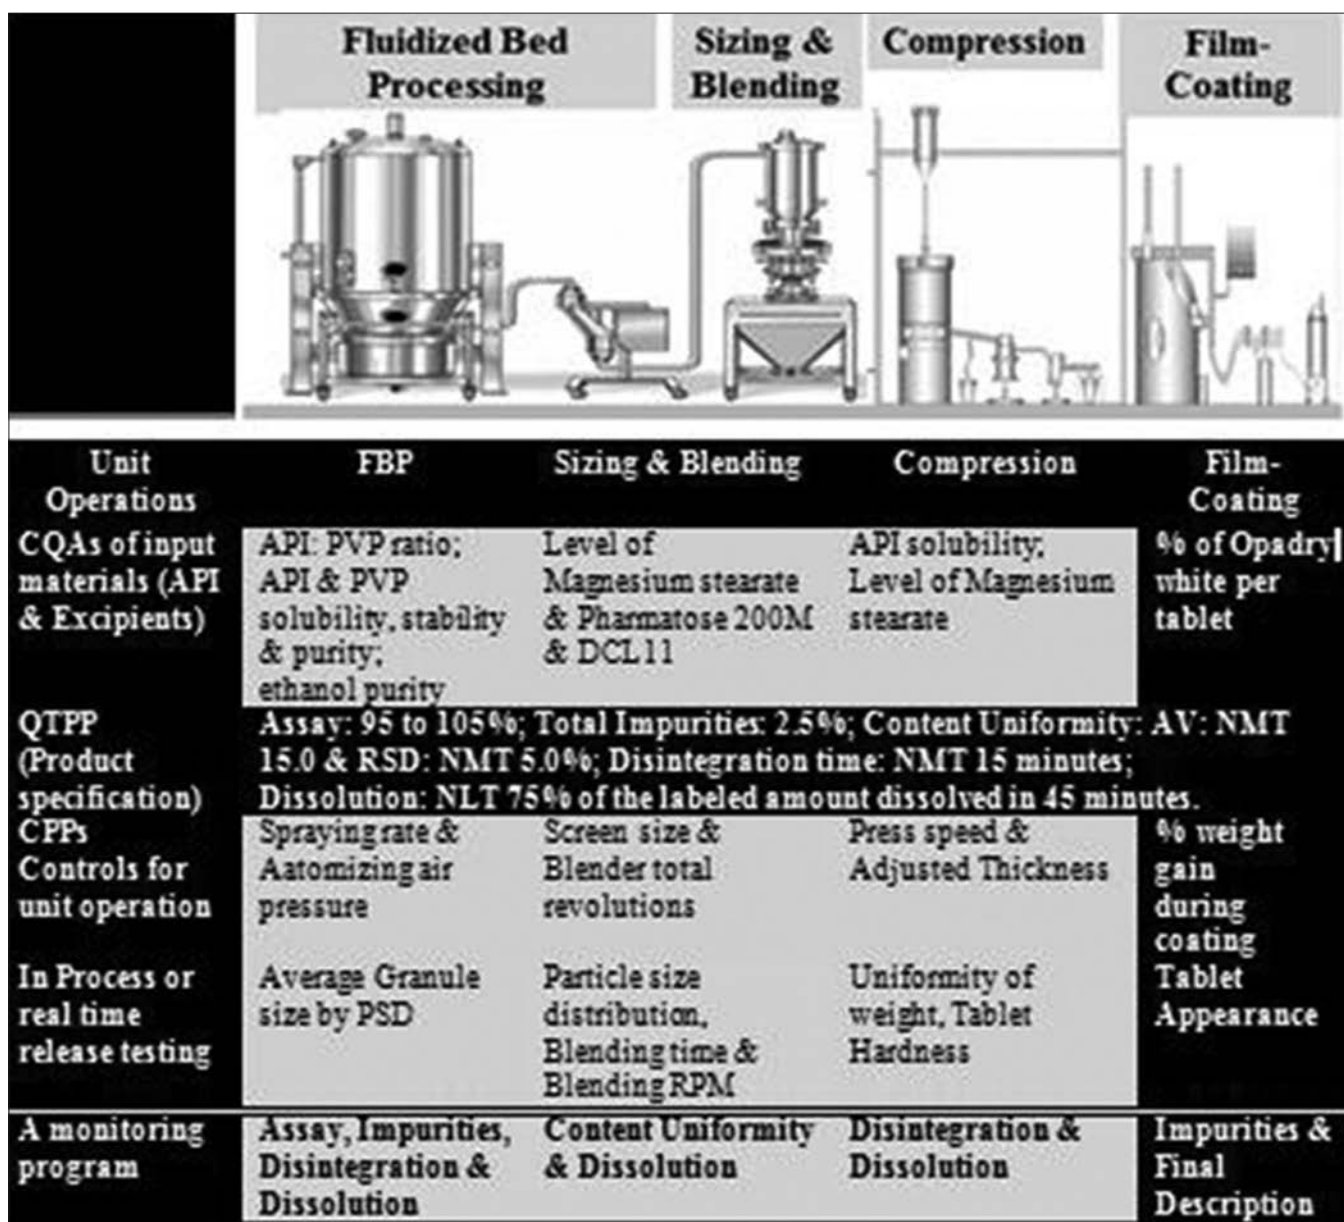 Fluidized Bed
Processing
Sizing &
Blending
Compression
Film-
Coating
Unit
Operations
FBP
Sizing & Blending
Compression
Film-
Coating
CQAs of input
materials (API
& Excipients)
API: PVP ratio;
API & PVP
solubility, stability
& purity;
ethanol purity
Level of
Magnesium stearate
& Pharmatose 200M
& DCL11
API solubility,
Level of Magnesium
stearate
% of Opadry
white per
tablet
QTPP
(Product
specification)
Assay: 95 to 105%; Total Impurities: 2.5%; Content Uniformity: AV: NMT
15.0 & RSD: NMT 5.0%; Disintegration time: NMT 15 minutes;
Dissolution: NLT 75% of the labeled amount dissolved in 45 minutes.
CPPs
Controls for
unit operation
Spraying rate &
Aatomizing air
pressure
Screen size &
Blender total
revolutions
Press speed &
Adjusted Thickness
% weight
gain
during
coating
In Process or
real time
release testing
Average Granule
size by PSD
Particle size
distribution,
Blending time &
Blending RPM
Uniformity of
weight, Tablet
Hardness
Tablet
Appearance
A monitoring
program
Assay, Impurities,
Disintegration &
Dissolution
Content Uniformity
& Dissolution
Disintegration &
Dissolution
Impurities &
Final
Description